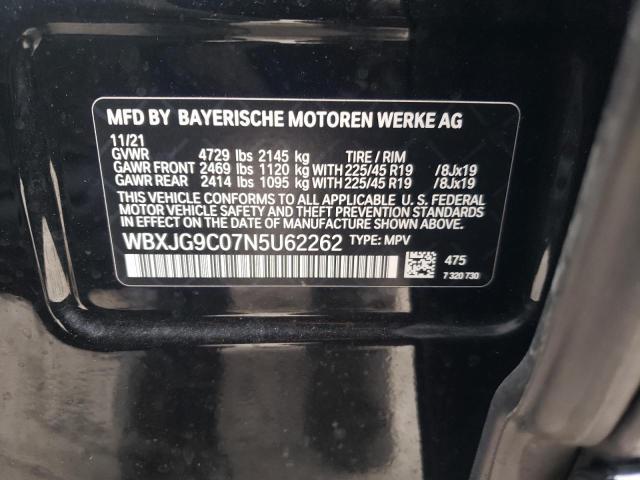 MFD BY BAYERISCHE MOTOREN WERKE AG
11/21
GVWR 4729 lbs 2145 kg TIRE / RIM
GAWR FRONT 2469 lbs 1120 kg WITH 225/45 R19 /8Jx19
GAWR REAR 2414 lbs 1095 kg WITH 225/45 R19 /8Jx19
THIS VEHICLE CONFORMS TO ALL APPLICABLE U. S. FEDERAL
MOTOR VEHICLE SAFETY AND THEFT PREVENTION STANDARDS
IN EFFECT ON THE DATE OF MANUFACTURE SHOWN ABOVE.
WBXJG9C07N5U62262 TYPE: MPV
475
7 320 730